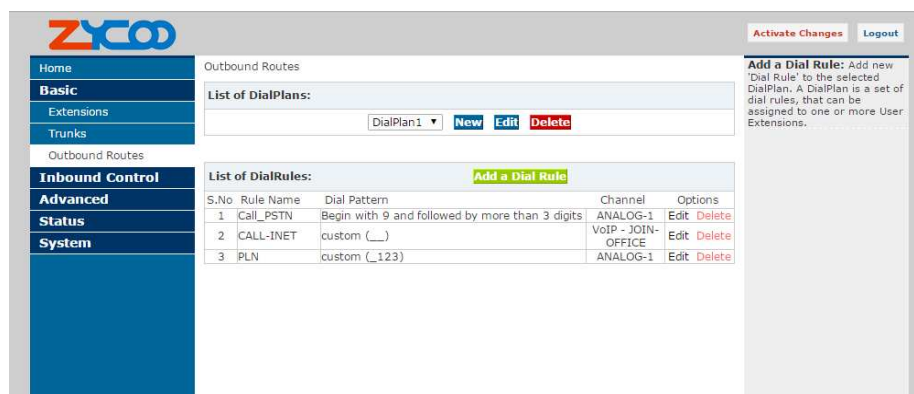 ZYCOO
Activate Changes
Logout
Home
Basic
Extensions
Trunks
Outbound Routes
Inbound Control
Advanced
Status
System
Outbound Routes
List of DialPlans:
DialPlan1 New Edit Delete
List of DialRules: Add a Dial Rule
S.No Rule Name Dial Pattern Channel Options
1 Call_PSTN Begin with 9 and followed by more than 3 digits ANALOG-1 Edit Delete
2 CALL-INET custom (__) VoIP - JOIN-
OFFICE Edit Delete
3 PLN custom (_123) ANALOG-1 Edit Delete
Add a Dial Rule: Add new
'Dial Rule' to the selected
DialPlan. A DialPlan is a set of
dial rules, that can be
assigned to one or more User
Extensions.